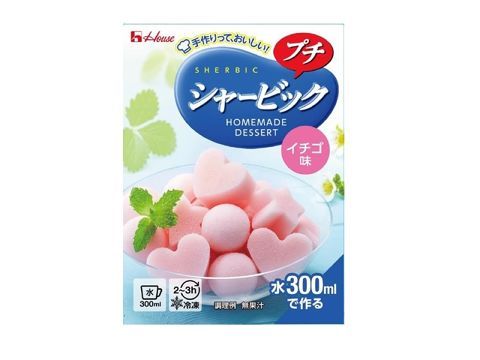 House
手作りって、おいしい!
プチ
SHERBIC
シャービック
HOMEMADE
DESSERT
イチゴ
味
水300ml
で作る
水
300ml
2~3h
冷凍
調理例 無果汁